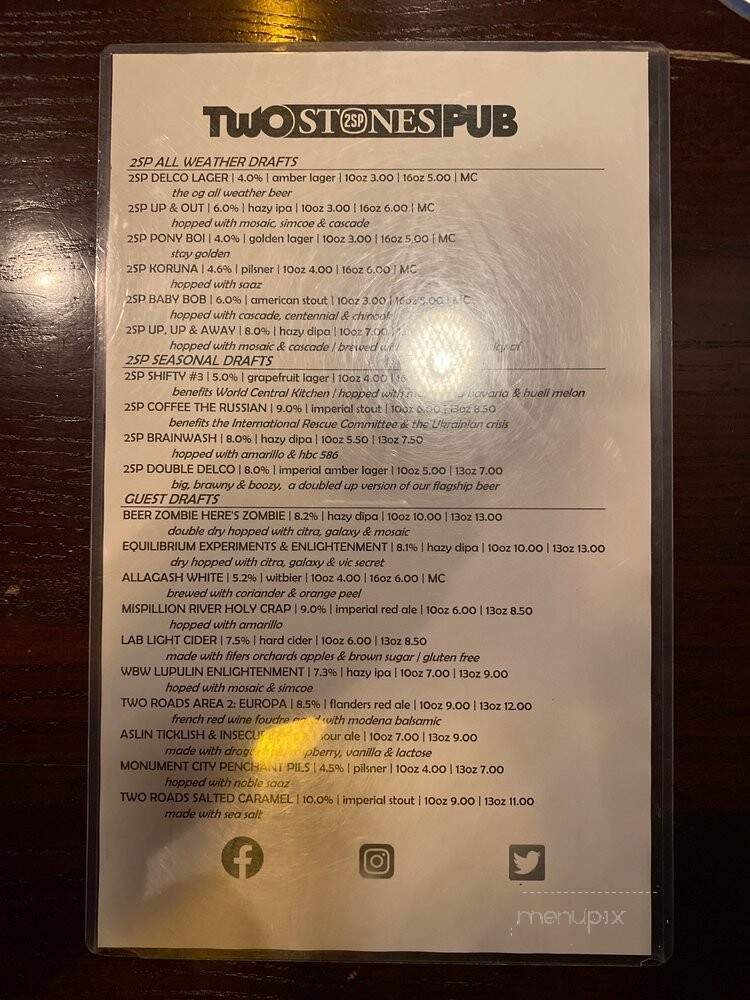 TWO STONES PUB
2SP
2SP ALL WEATHER DRAFTS
2SP DELCO LAGER | 4.0% | amber lager | 10oz 3.00 | 16oz 5.00 | MC
the og all weather beer
2SP UP & OUT | 6.0% | hazy ipa | 10oz 3.00 | 16oz 6.00 | MC
hopped with mosaic, simcoe & cascade
2SP PONY BOI | 4.0% | golden lager | 10oz 3.00 | 16oz 5.00 | MC
stay golden
2SP KORUNA | 4.6% | pilsner | 10oz 4.00 | 16oz 6.00 | MC
hopped with saaz
2SP BABY BOB | 6.0% | american stout | 10oz 3.00 | 16oz 5.00 | MC
hopped with cascade, centennial & chinook
2SP UP, UP & AWAY | 8.0% | hazy dipa | 10oz 7.00 |
hopped with mosaic & cascade | brewed of
2SP SEASONAL DRAFTS
2SP SHIFTY #3 | 5.0% | grapefruit lager | 10oz 4.00 |
benefits World Central Kitchen | hopped with bavaria & huell melon
2SP COFFEE THE RUSSIAN | 9.0% | imperial stout | 10oz 6.00 | 13oz 8.50
benefits the International Rescue Committee & the Ukrainian crisis
2SP BRAINWASH | 8.0% | hazy dipa | 10oz 5.50 | 13oz 7.50
hopped with amarillo & hbc 586
2SP DOUBLE DELCO | 8.0% | imperial amber lager | 10oz 5.00 | 13oz 7.00
big, brawny & boozy, a doubled up version of our flagship beer
GUEST DRAFTS
BEER ZOMBIE HERE'S ZOMBIE | 8.2% | hazy dipa | 10oz 10.00 | 13oz 13.00
double dry hopped with citra, galaxy & mosaic
EQUILIBRIUM EXPERIMENTS & ENLIGHTENMENT | 8.1% | hazy dipa | 10oz 10.00 | 13oz 13.00
dry hopped with citra, galaxy & vic secret
ALLAGASH WHITE | 5.2% | witbier | 10oz 4.00 | 16oz 6.00 | MC
brewed with coriander & orange peel
MISPILLION RIVER HOLY CRAP | 9.0% | imperial red ale | 10oz 6.00 | 13oz 8.50
hopped with amarillo
LAB LIGHT CIDER | 7.5% | hard cider | 10oz 6.00 | 13oz 8.50
made with fifers orchards apples & brown sugar | gluten free
WBW LUPULIN ENLIGHTENMENT | 7.3% | hazy ipa | 10oz 7.00 | 13oz 9.00
hoped with mosaic & simcoe
TWO ROADS AREA 2: EUROPA | 8.5% | flanders red ale | 10oz 9.00 | 13oz 12.00
french red wine foudre aged with modena balsamic
ASLIN TICKLISH & sour ale | 10oz 7.00 | 13oz 9.00
made with vanilla & lactose
MONUMENT CITY PENCHANT PILS | 4.5% | pilsner | 10oz 4.00 | 13oz 7.00
hopped with noble saaz
TWO ROADS SALTED CARAMEL | 10.0% | imperial stout | 10oz 9.00 | 13oz 11.00
made with sea salt
menupix